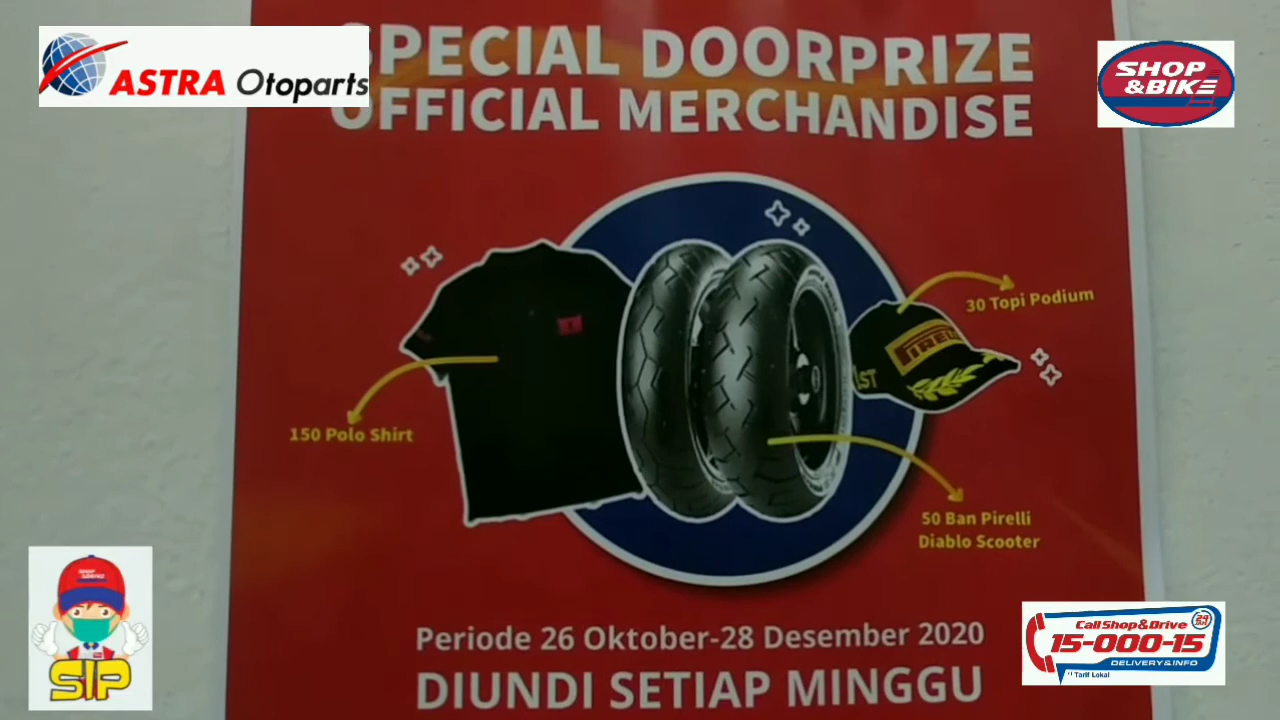 ASTRA Otoparts
SPECIAL DOORPRIZE
OFFICIAL MERCHANDISE
SHOP
&BIKE
30 Topi Podium
PIRELLI
1ST
150 Polo Shirt
50 Ban Pirelli
Diablo Scooter
Periode 26 Oktober-28 Desember 2020
DIUNDI SETIAP MINGGU
SIP
Call Shop&Drive
15-000-15
DELIVERY & INFO
*) Tarif Lokal